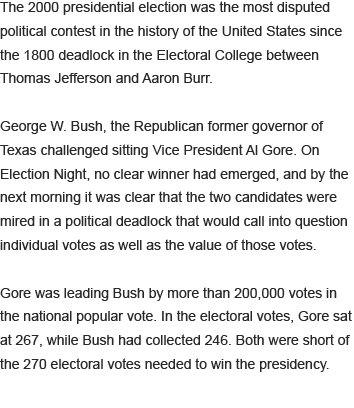 The 2000 presidential election was the most disputed
political contest in the history of the United States since
the 1800 deadlock in the Electoral College between
Thomas Jefferson and Aaron Burr.
George W. Bush, the Republican former governor of
Texas challenged sitting Vice President Al Gore. On
Election Night, no clear winner had emerged, and by the
next morning it was clear that the two candidates were
mired in a political deadlock that would call into question
individual votes as well as the value of those votes.
Gore was leading Bush by more than 200,000 votes in
the national popular vote. In the electoral votes, Gore sat
at 267, while Bush had collected 246. Both were short of
the 270 electoral votes needed to win the presidency.